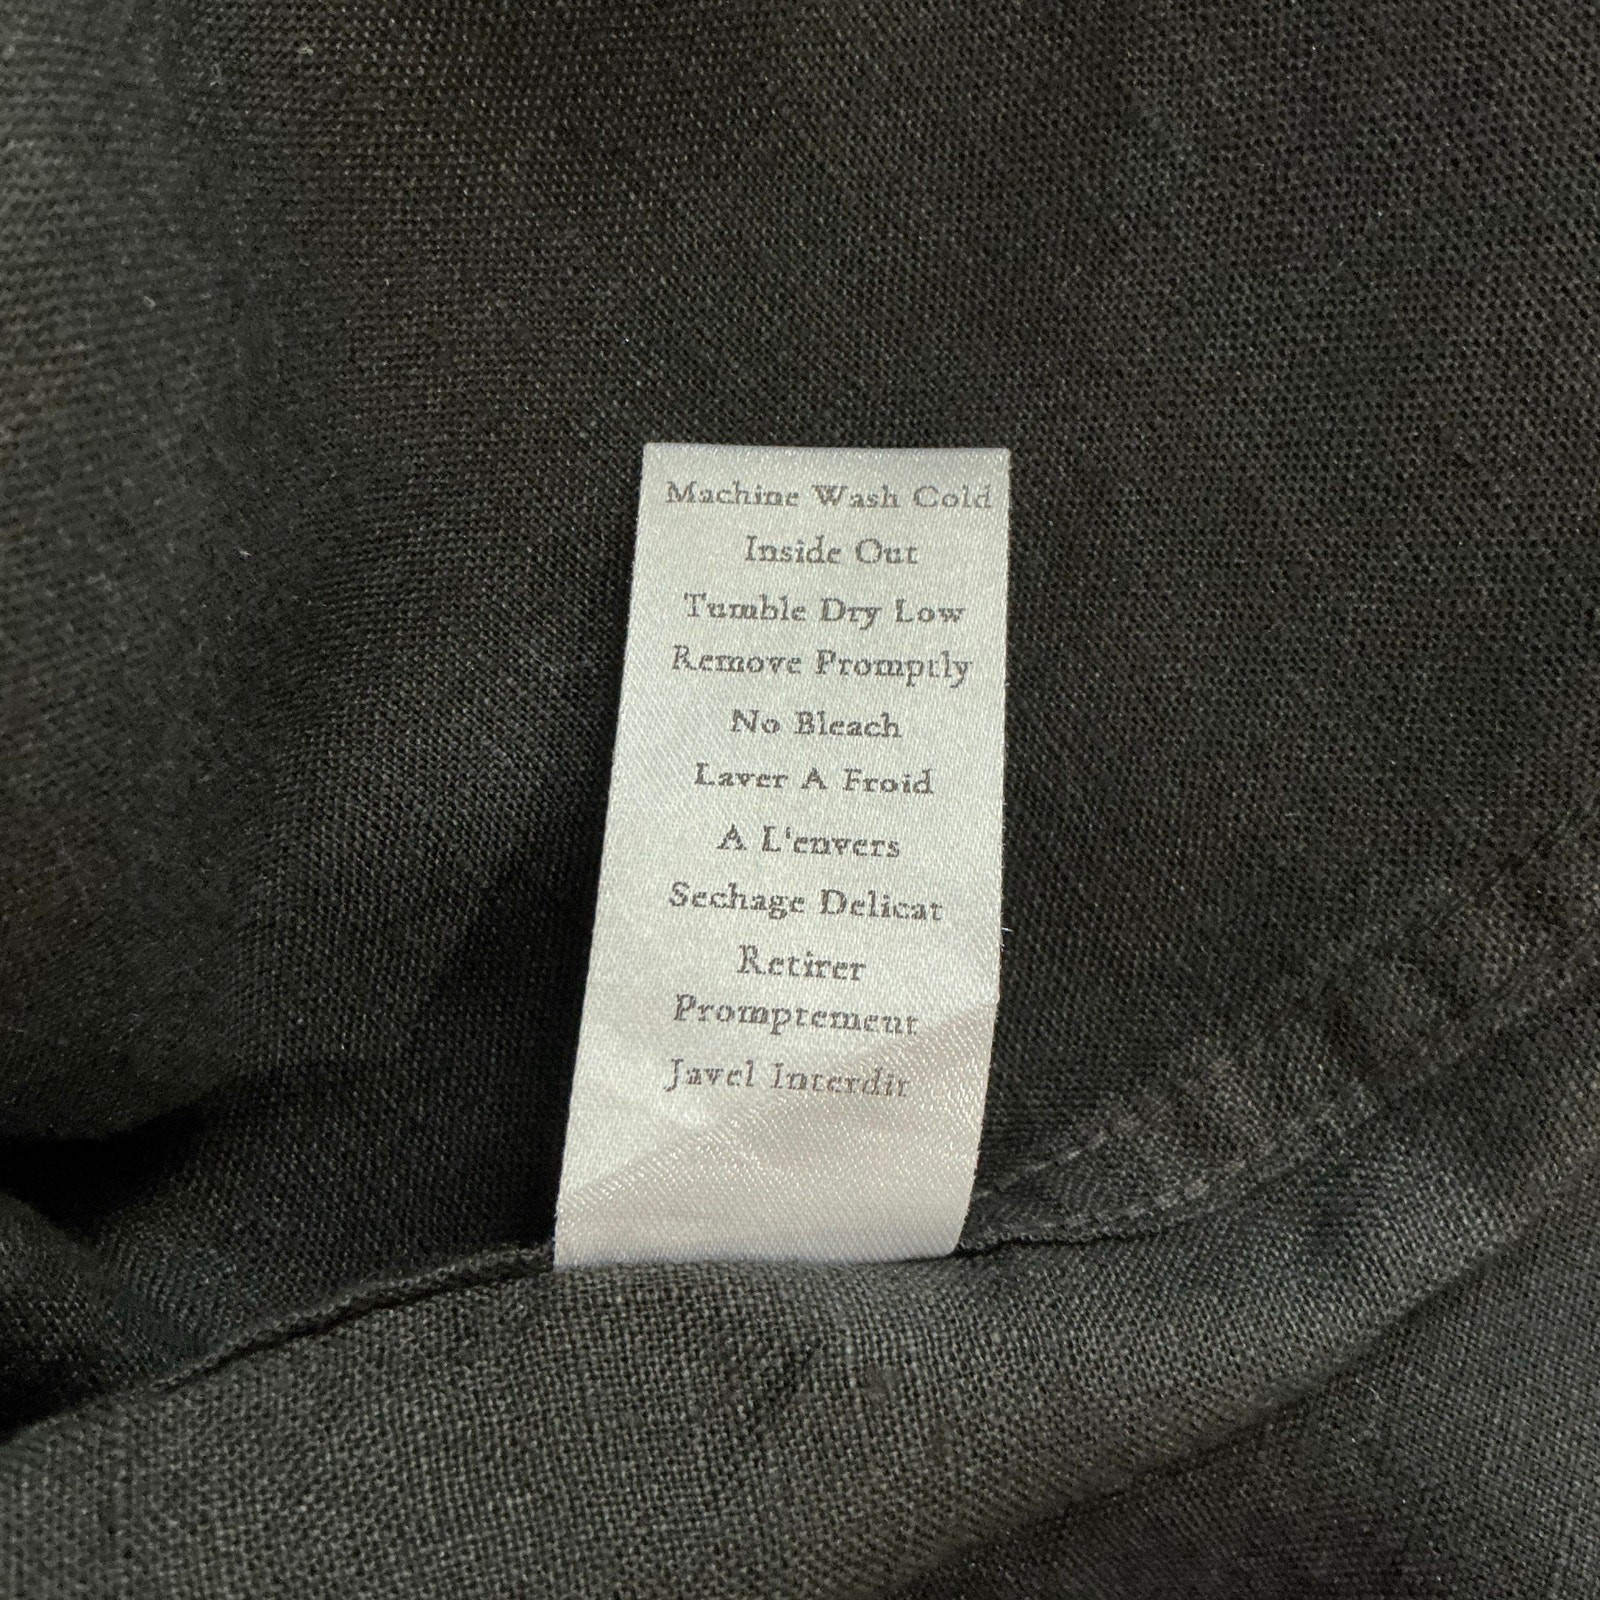 Machine Wash Cold
Inside Out
Tumble Dry Low
Remove Promptly
No Bleach
Laver A Froid
A L'envers
Sechage Delicat
Retirer
Promptement
Javel Interdit